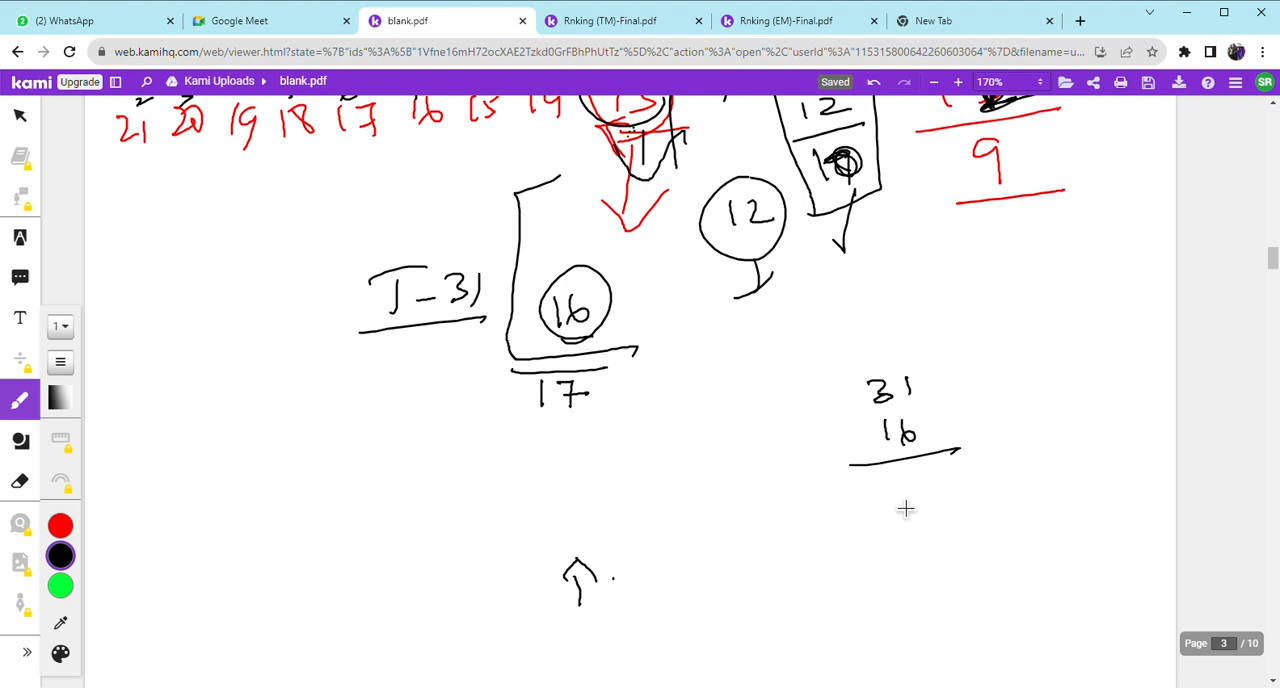 (2) WhatsApp
Google Meet
blank.pdf
Rnking (TM)-Final.pdf
Rnking (EM)-Final.pdf
New Tab
web.kamihq.com/web/viewer.html?state=%7B"ids"%3A%5B"1Vfne16mH72ocXAE2Tzkd0GrFBhPhUtTz"%5D%2C"action"%3A"open"%2C"userId"%3A"115315800642260603064"%7D&filename=u...
kami Upgrade Kami Uploads blank.pdf Saved 170% SR
21 20 19 18 17 16 15 19 13
12
9
12
T - 31
16
17
31
16
1
Page 3 / 10